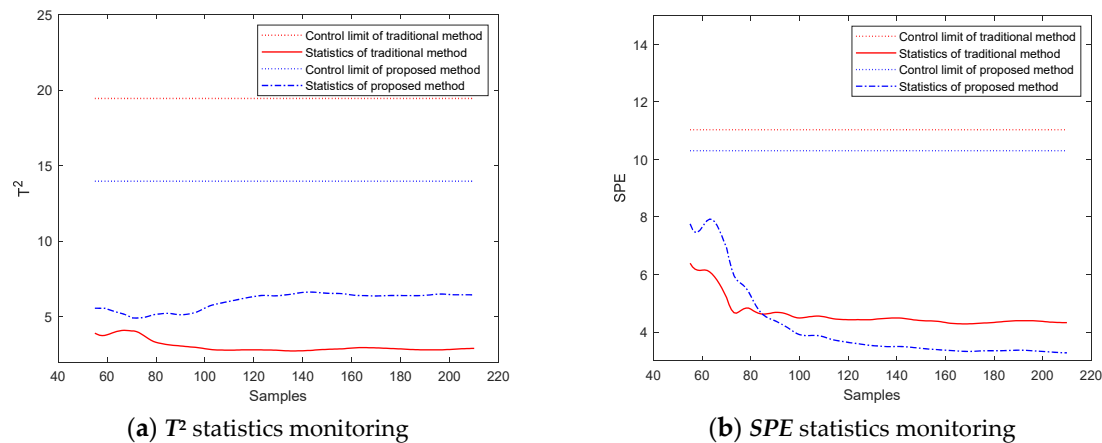 Control limit of traditional method
Statistics of traditional method
Control limit of proposed method
Statistics of proposed method
25
20
15
10
5
T²
40 60 80 100 120 140 160 180 200 220
Samples
(a) T² statistics monitoring
Control limit of traditional method
Statistics of traditional method
Control limit of proposed method
Statistics of proposed method
14
12
10
8
6
4
SPE
40 60 80 100 120 140 160 180 200 220
Samples
(b) SPE statistics monitoring